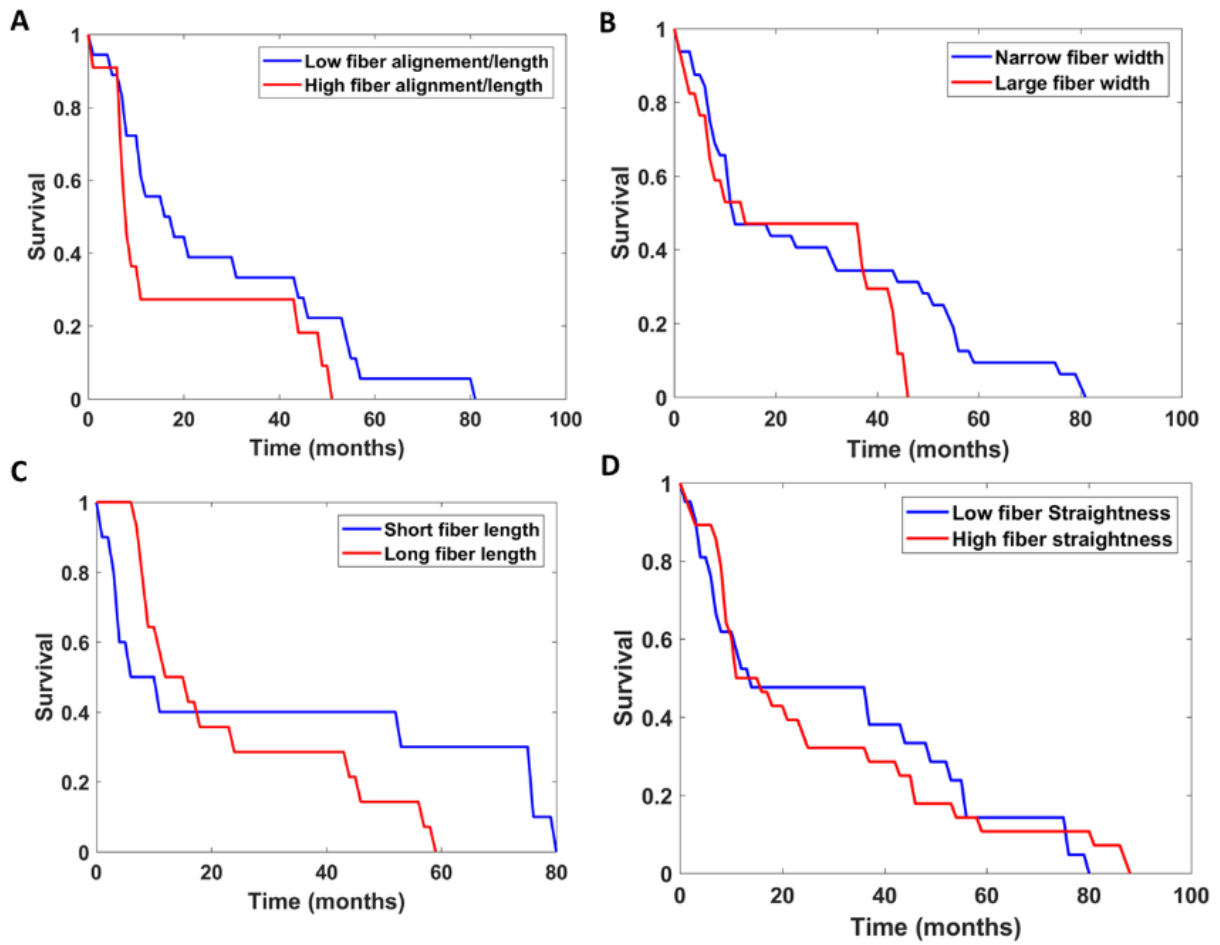 A
1
0.8
0.6
0.4
0.2
0
Survival
Low fiber alignement/length
High fiber alignment/length
0 20 40 60 80 100
Time (months)
B
1
0.8
0.6
0.4
0.2
0
Survival
Narrow fiber width
Large fiber width
0 20 40 60 80 100
Time (months)
C
1
0.8
0.6
0.4
0.2
0
Survival
Short fiber length
Long fiber length
0 20 40 60 80
Time (months)
D
1
0.8
0.6
0.4
0.2
0
Survival
Low fiber Straightness
High fiber straightness
0 20 40 60 80 100
Time (months)